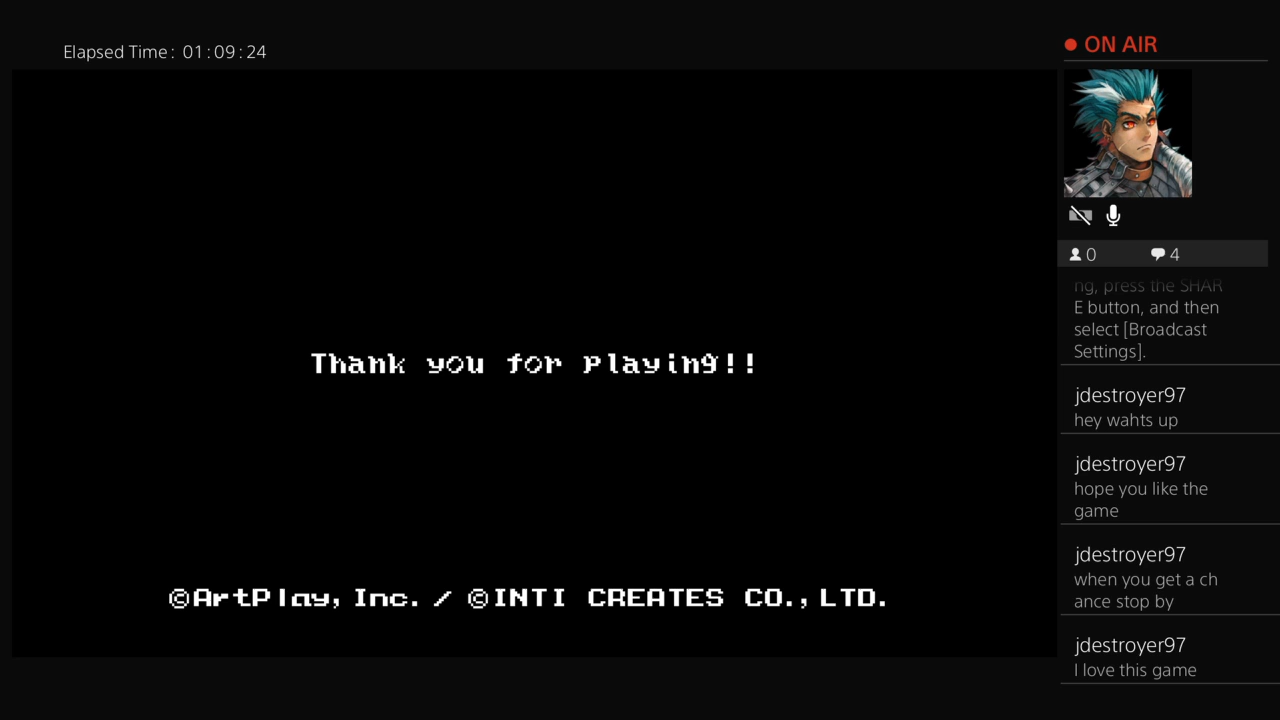 Elapsed Time: 01:09:24
ON AIR
0 4
ng, press the SHAR
E button, and then
select [Broadcast
Settings].
jdestroyer97
hey wahts up
jdestroyer97
hope you like the
game
jdestroyer97
when you get a ch
ance stop by
jdestroyer97
I love this game
Thank you for Playing!!
©ArtPlay, Inc. / ©INTI CREATES CO., LTD.